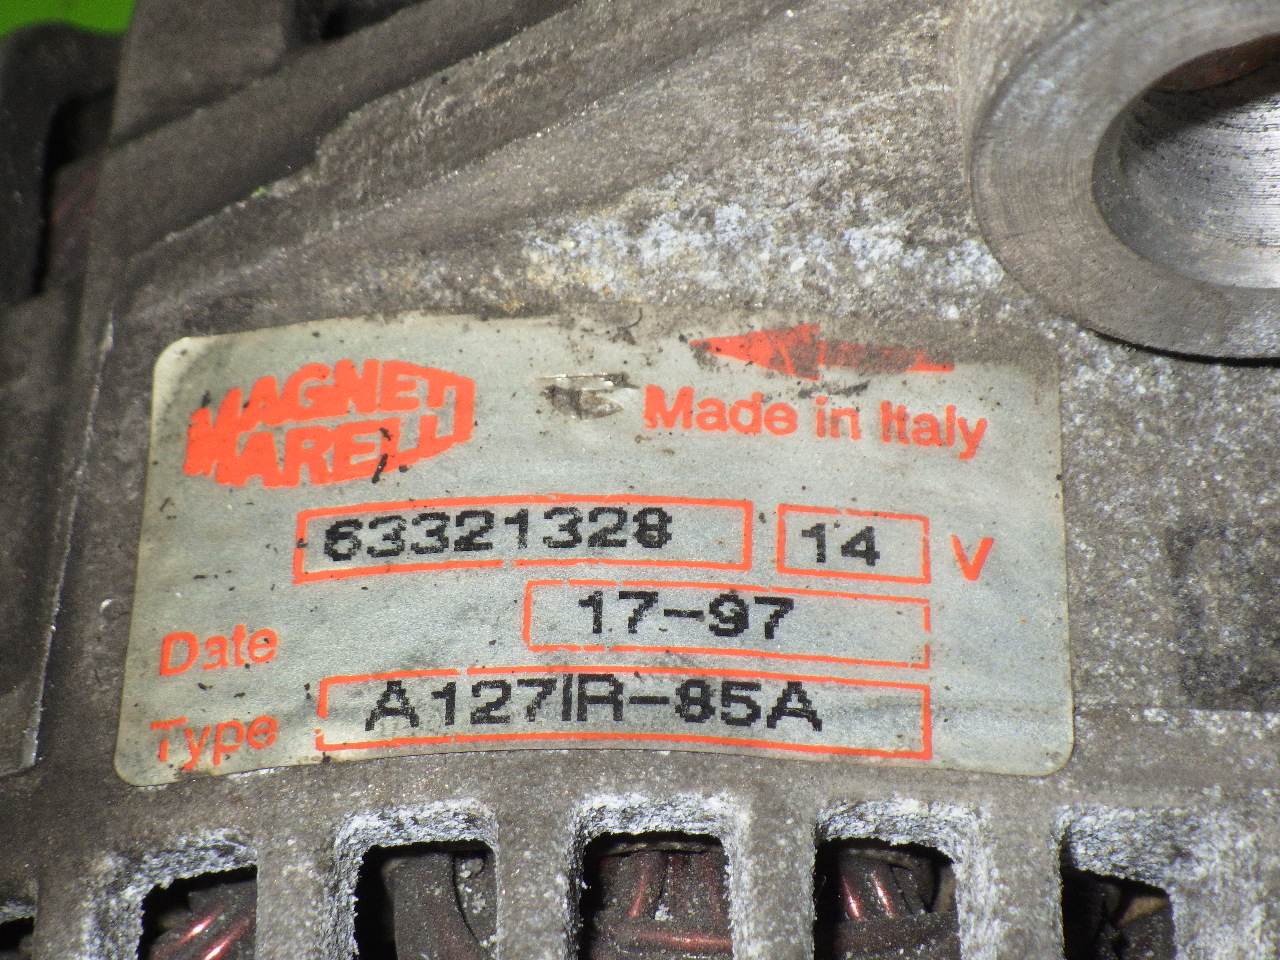 MAGNETI
MARELLI
Made in Italy
63321328 14 V
Date 17-97
Type A127IR-85A